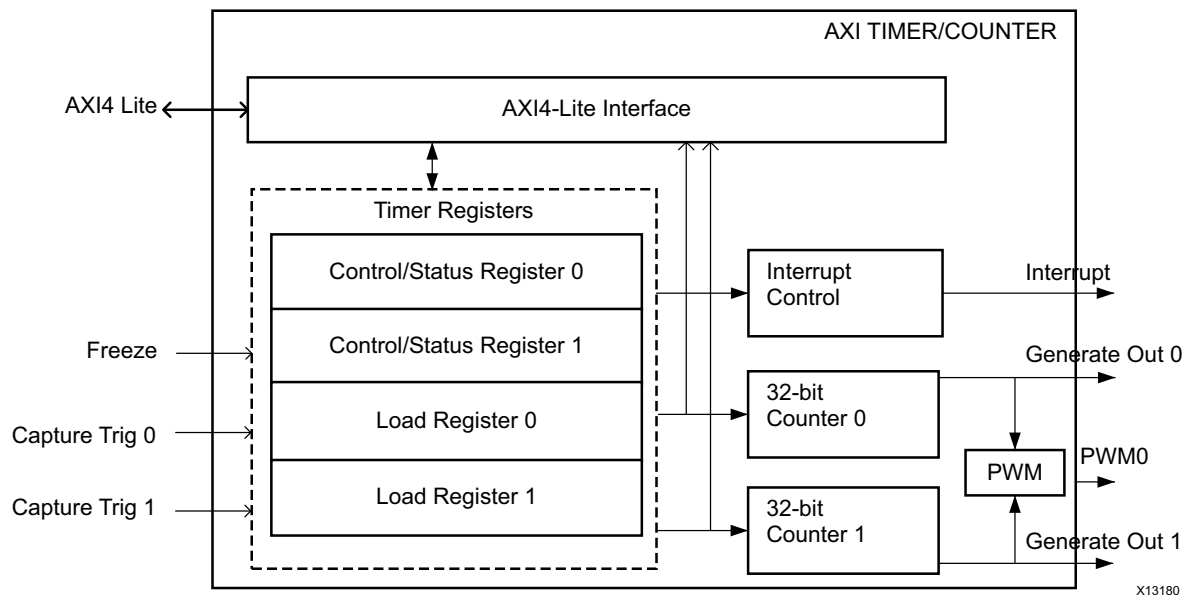 AXI TIMER/COUNTER
AXI4 Lite
AXI4-Lite Interface
Timer Registers
Control/Status Register 0
Interrupt
Control
Interrupt
Freeze
Control/Status Register 1
Generate Out 0
Capture Trig 0
Load Register 0
32-bit
Counter 0
PWM
PWM0
Capture Trig 1
Load Register 1
32-bit
Counter 1
Generate Out 1
X13180